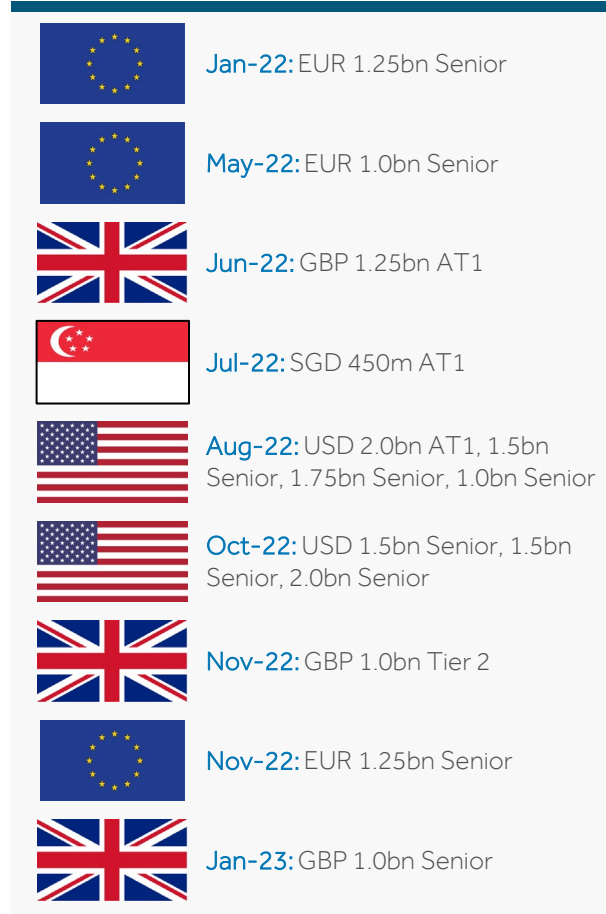 Jan-22: EUR 1.25bn Senior
May-22: EUR 1.0bn Senior
Jun-22: GBP 1.25bn AT1
Jul-22: SGD 450m AT1
Aug-22: USD 2.0bn AT1, 1.5bn
Senior, 1.75bn Senior, 1.0bn Senior
Oct-22: USD 1.5bn Senior, 1.5bn
Senior, 2.0bn Senior
Nov-22: GBP 1.0bn Tier 2
Nov-22: EUR 1.25bn Senior
Jan-23: GBP 1.0bn Senior